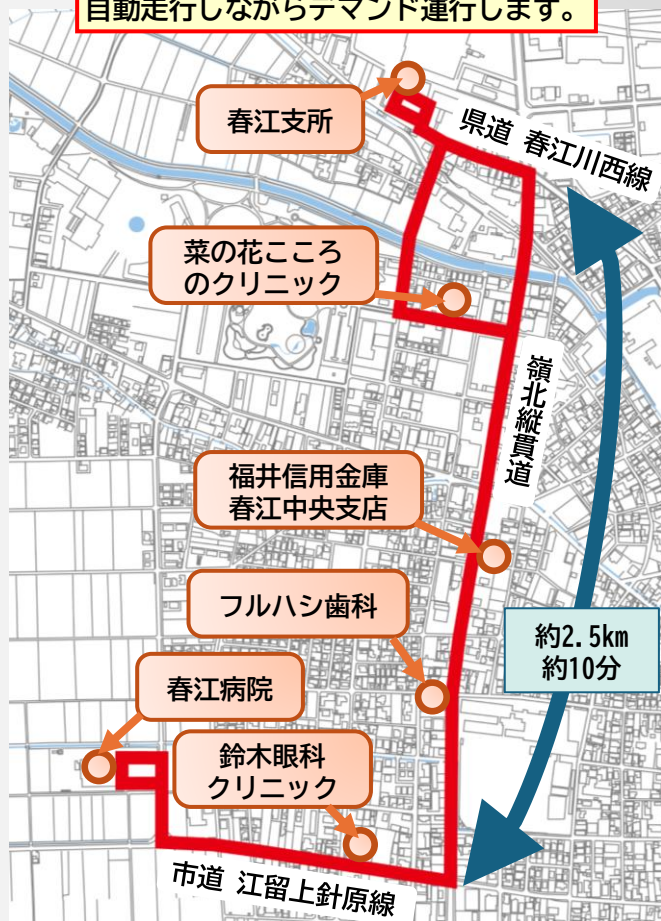 自動走行しながらデマンド運行します。
春江支所
県道 春江川西線
菜の花こころ
のクリニック
嶺北縦貫道
福井信用金庫
春江中央支店
フルハシ歯科
約2.5km
約10分
春江病院
鈴木眼科
クリニック
市道 江留上針原線